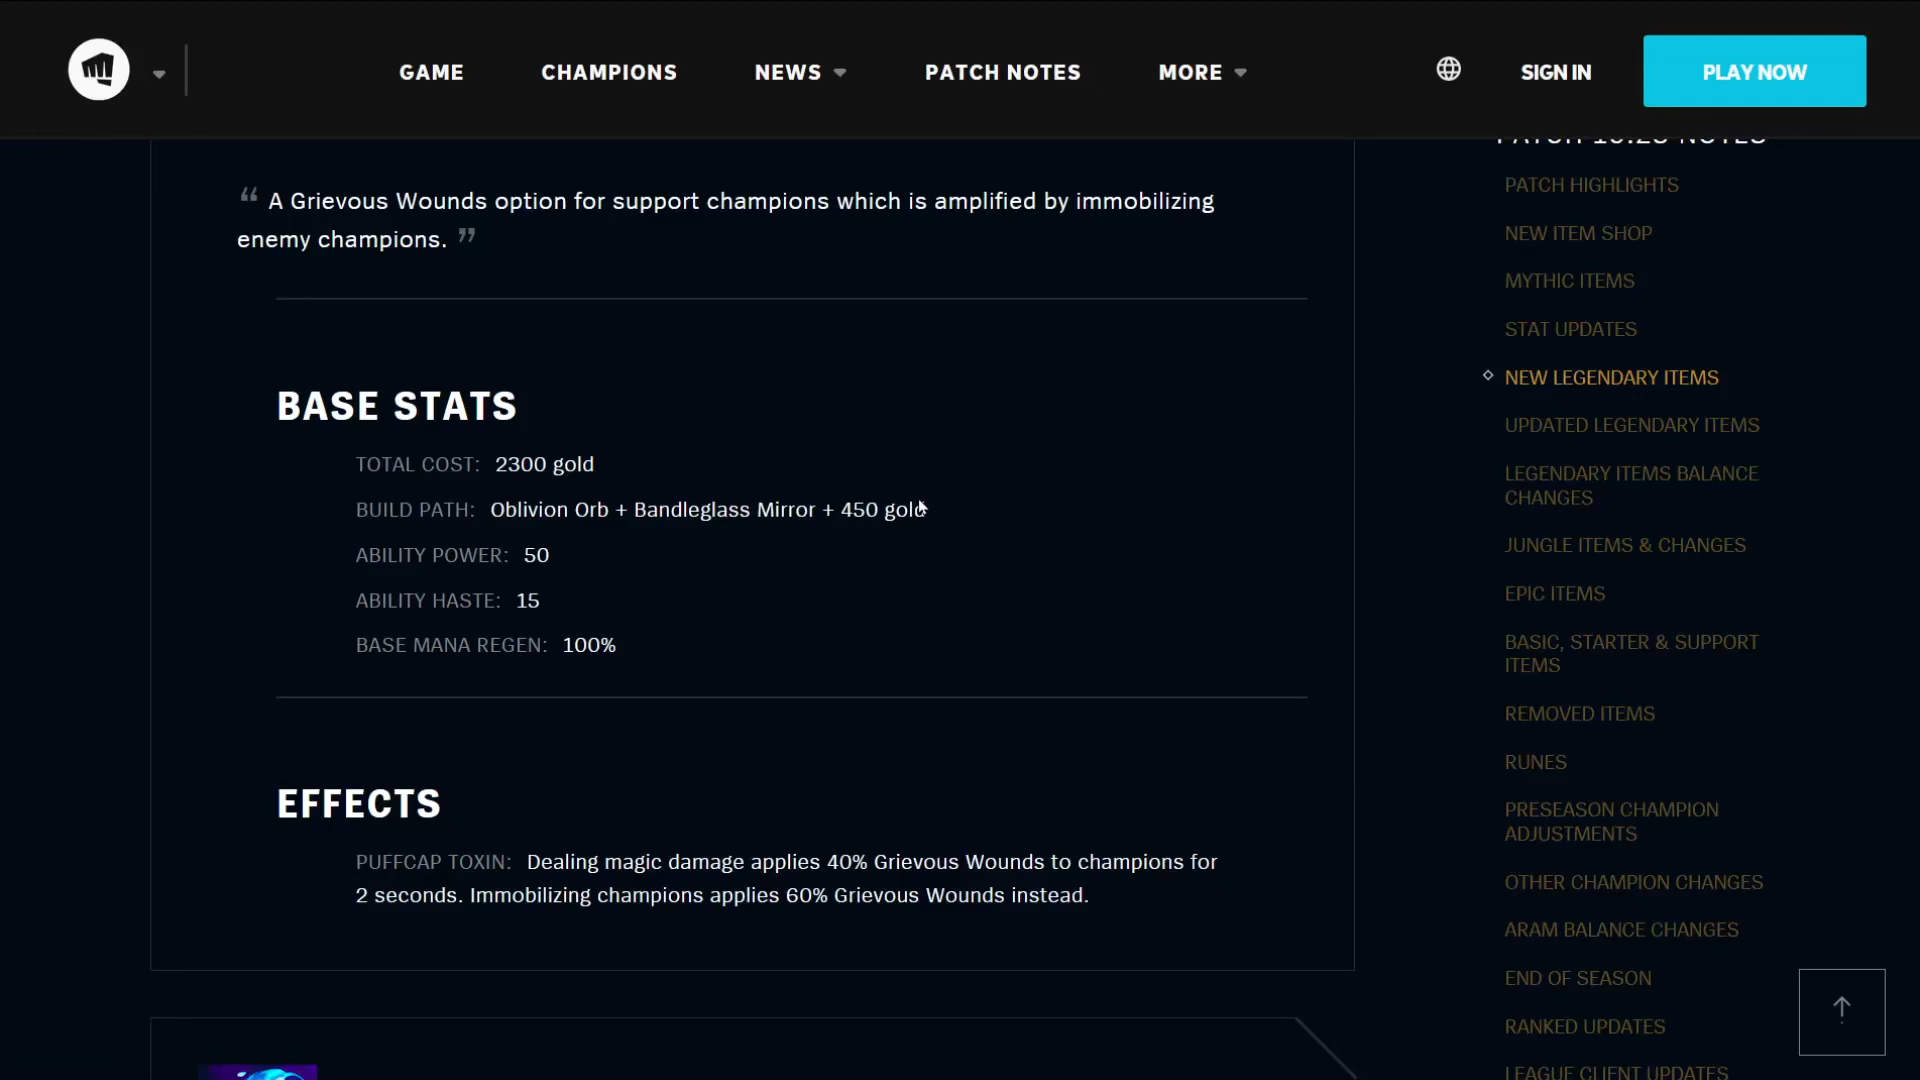 GAME
CHAMPIONS
NEWS
PATCH NOTES
MORE
SIGN IN
PLAY NOW
“ A Grievous Wounds option for support champions which is amplified by immobilizing
enemy champions. ”
BASE STATS
TOTAL COST: 2300 gold
BUILD PATH: Oblivion Orb + Bandleglass Mirror + 450 gold
ABILITY POWER: 50
ABILITY HASTE: 15
BASE MANA REGEN: 100%
EFFECTS
PUFFCAP TOXIN: Dealing magic damage applies 40% Grievous Wounds to champions for
2 seconds. Immobilizing champions applies 60% Grievous Wounds instead.
PATCH 10.23 NOTES
PATCH HIGHLIGHTS
NEW ITEM SHOP
MYTHIC ITEMS
STAT UPDATES
NEW LEGENDARY ITEMS
UPDATED LEGENDARY ITEMS
LEGENDARY ITEMS BALANCE
CHANGES
JUNGLE ITEMS & CHANGES
EPIC ITEMS
BASIC, STARTER & SUPPORT
ITEMS
REMOVED ITEMS
RUNES
PRESEASON CHAMPION
ADJUSTMENTS
OTHER CHAMPION CHANGES
ARAM BALANCE CHANGES
END OF SEASON
RANKED UPDATES
LEAGUE CLIENT UPDATES